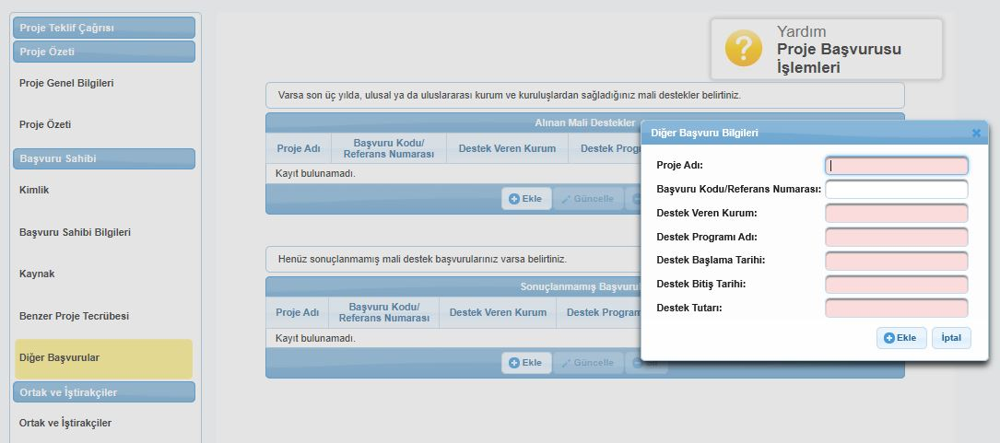 Proje Teklif Çağrısı
Proje Özeti
Proje Genel Bilgileri
Proje Özeti
Başvuru Sahibi
Kimlik
Başvuru Sahibi Bilgileri
Kaynak
Benzer Proje Tecrübesi
Diğer Başvurular
Ortak ve İştirakçiler
Ortak ve İştirakçiler
Yardım
Proje Başvurusu
İşlemleri
Varsa son üç yılda, ulusal ya da uluslararası kurum ve kuruluşlardan sağladığınız mali destekler belirtiniz.
Alınan Mali Destekler
Proje Adı
Başvuru Kodu/
Referans Numarası
Destek Veren Kurum
Destek Prog
Kayıt bulunamadı.
Ekle
Güncelle
Henüz sonuçlanmamış mali destek başvurularınız varsa belirtiniz.
Sonuçlanmamış Başvuru
Proje Adı
Başvuru Kodu/
Referans Numarası
Destek Veren Kurum
Destek Program
Kayıt bulunamadı.
Ekle
Güncelle
Sil
Diğer Başvuru Bilgileri
Proje Adı:
Başvuru Kodu/Referans Numarası:
Destek Veren Kurum:
Destek Programı Adı:
Destek Başlama Tarihi:
Destek Bitiş Tarihi:
Destek Tutarı:
Ekle
İptal